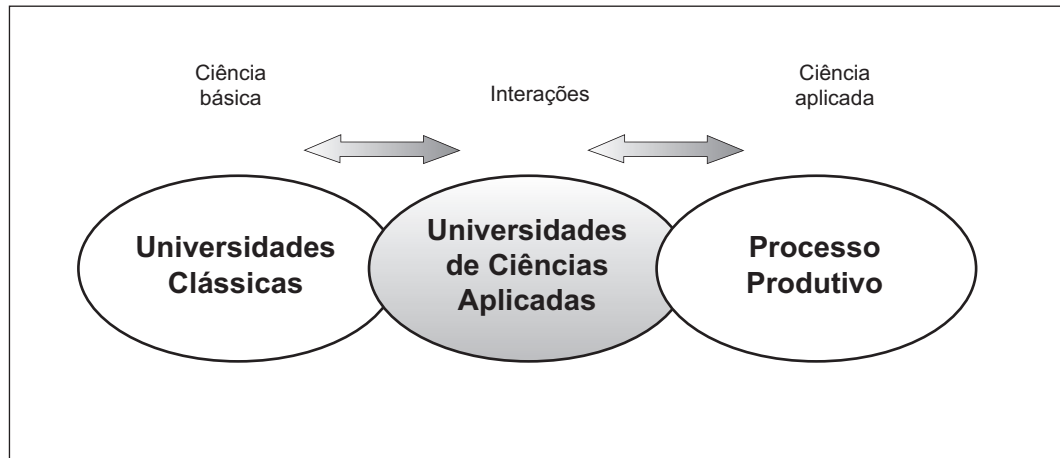 Ciência
básica
Interações
Ciência
aplicada
Universidades
Clássicas
Universidades
de Ciências
Aplicadas
Processo
Produtivo